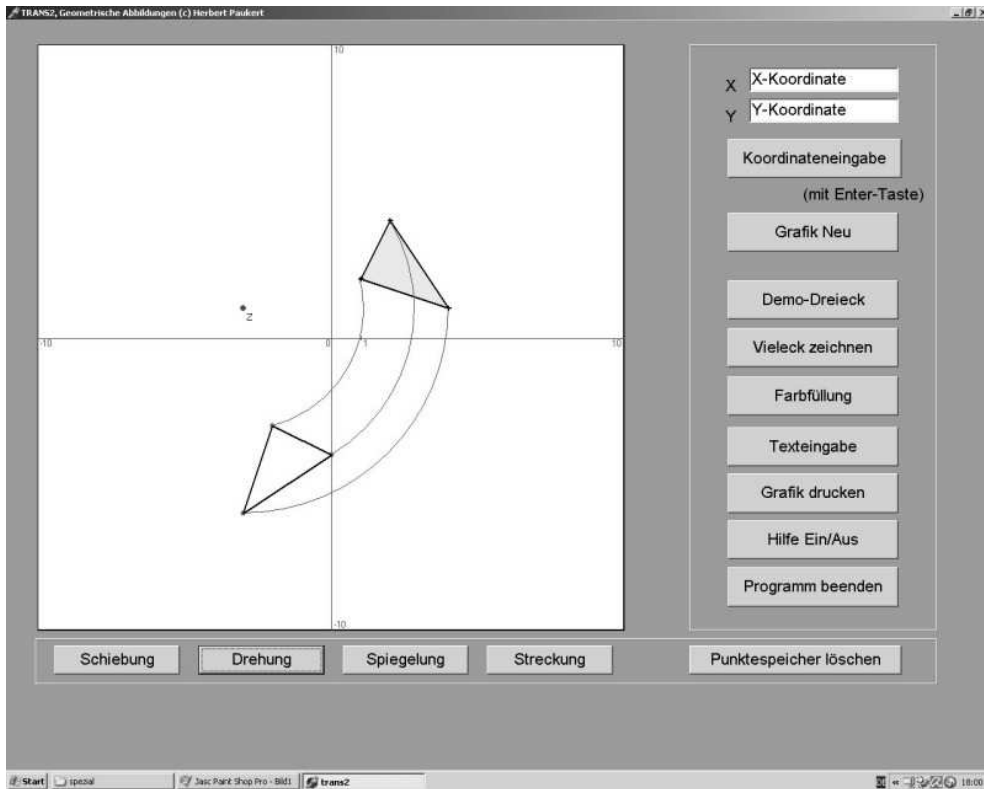 TRANS2, Geometrische Abbildungen (c) Herbert Paukert
10
X X-Koordinate
Y Y-Koordinate
Koordinateneingabe
(mit Enter-Taste)
Grafik Neu
Demo-Dreieck
z
-10 0 1 10
Vieleck zeichnen
Farbfüllung
Texteingabe
Grafik drucken
Hilfe Ein/Aus
Programm beenden
-10
Schiebung Drehung Spiegelung Streckung Punktespeicher löschen
Start spezial Jasc Paint Shop Pro - Bild1 trans2 18:00